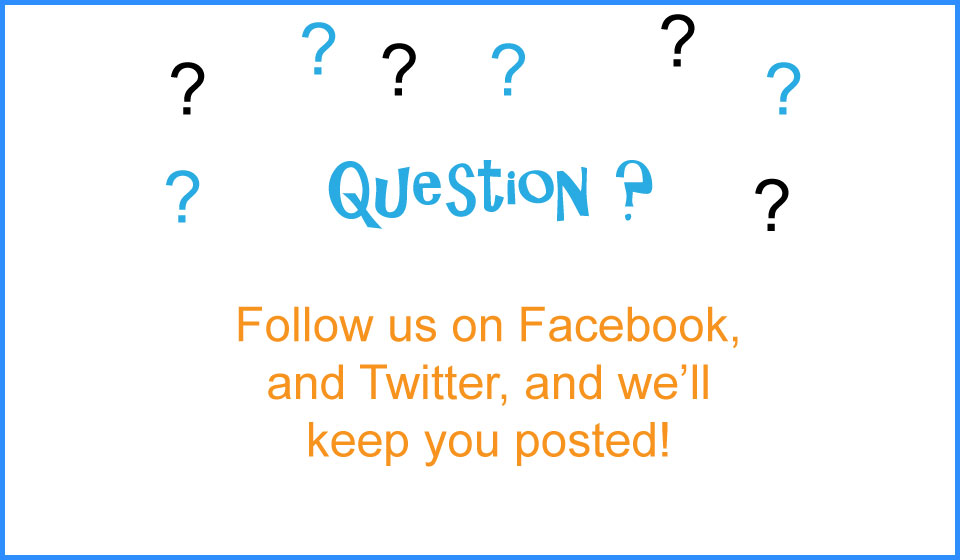 ? ? ? ? ? ?
? Question ? ?
Follow us on Facebook,
and Twitter, and we’ll
keep you posted!